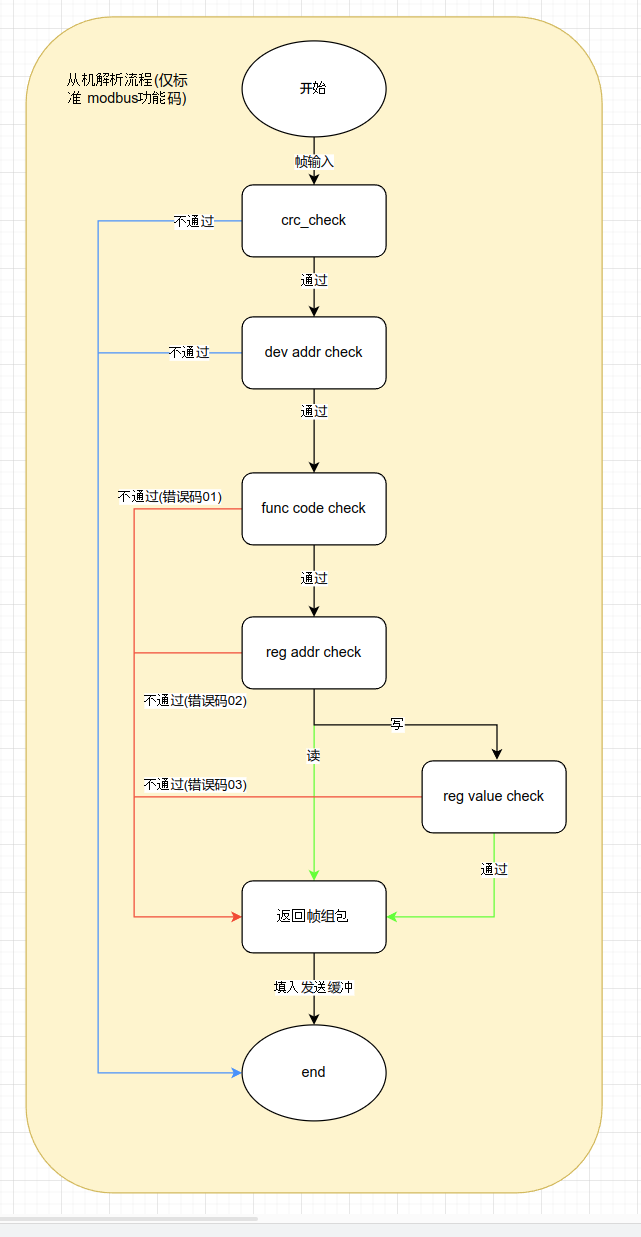 从机解析流程(仅标
准 modbus功能码)
开始
帧输入
crc_check
不通过
通过
dev addr check
不通过
通过
func code check
不通过(错误码01)
通过
reg addr check
不通过(错误码02)
写
读
reg value check
不通过(错误码03)
通过
返回帧组包
填入发送缓冲
end